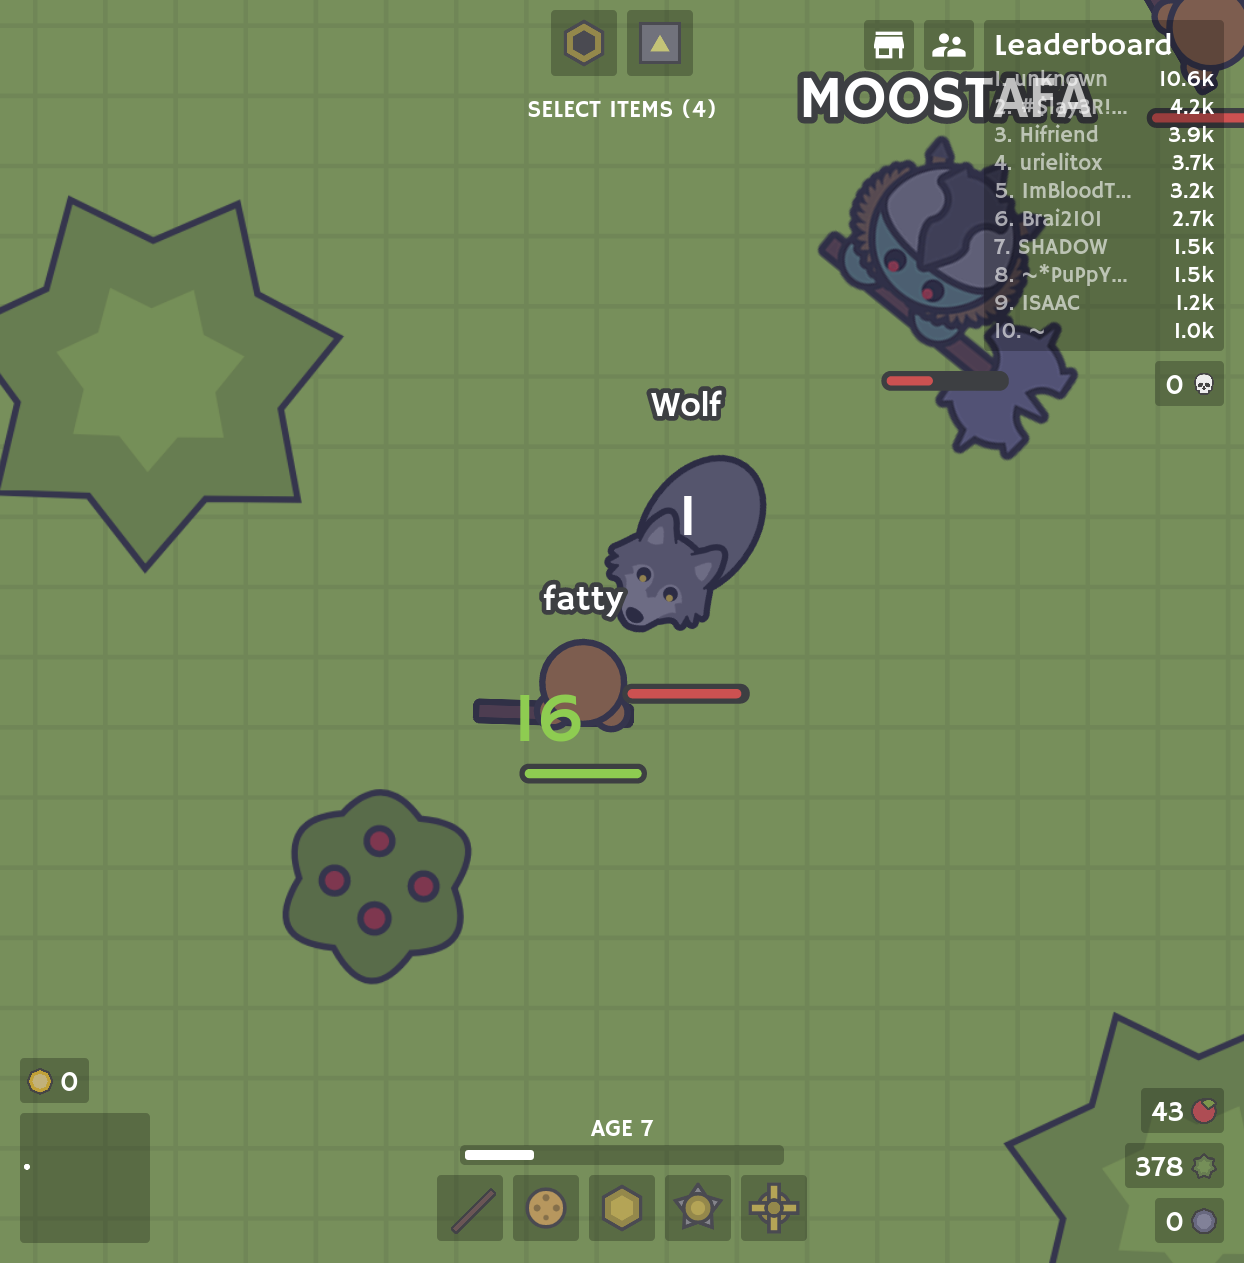 SELECT ITEMS (4)
Leaderboard
MOOSTAFA
1. unknown 10.6k
2. #Slay3R!... 4.2k
3. Hifriend 3.9k
4. urielitox 3.7k
5. ImBloodT... 3.2k
6. Brai2101 2.7k
7. SHADOW 1.5k
8. ~*PuPpY... 1.5k
9. ISAAC 1.2k
10. ~ 1.0k
0
Wolf
1
fatty
16
0
AGE 7
43
378
0